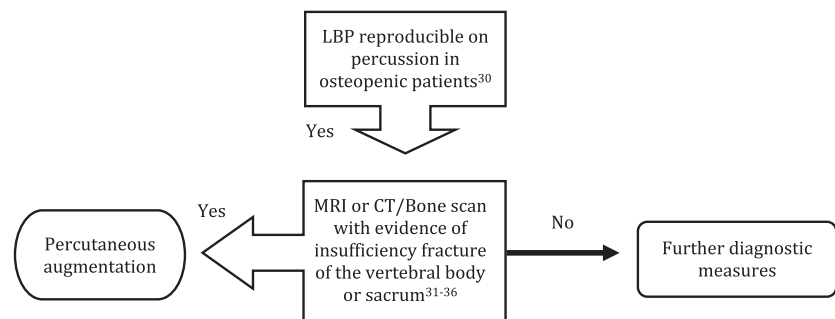 LBP reproducible on
percussion in
osteopenic patients30
Yes
Yes
MRI or CT/Bone scan
with evidence of
insufficiency fracture
of the vertebral body
or sacrum31-36
No
Percutaneous
augmentation
Further diagnostic
measures